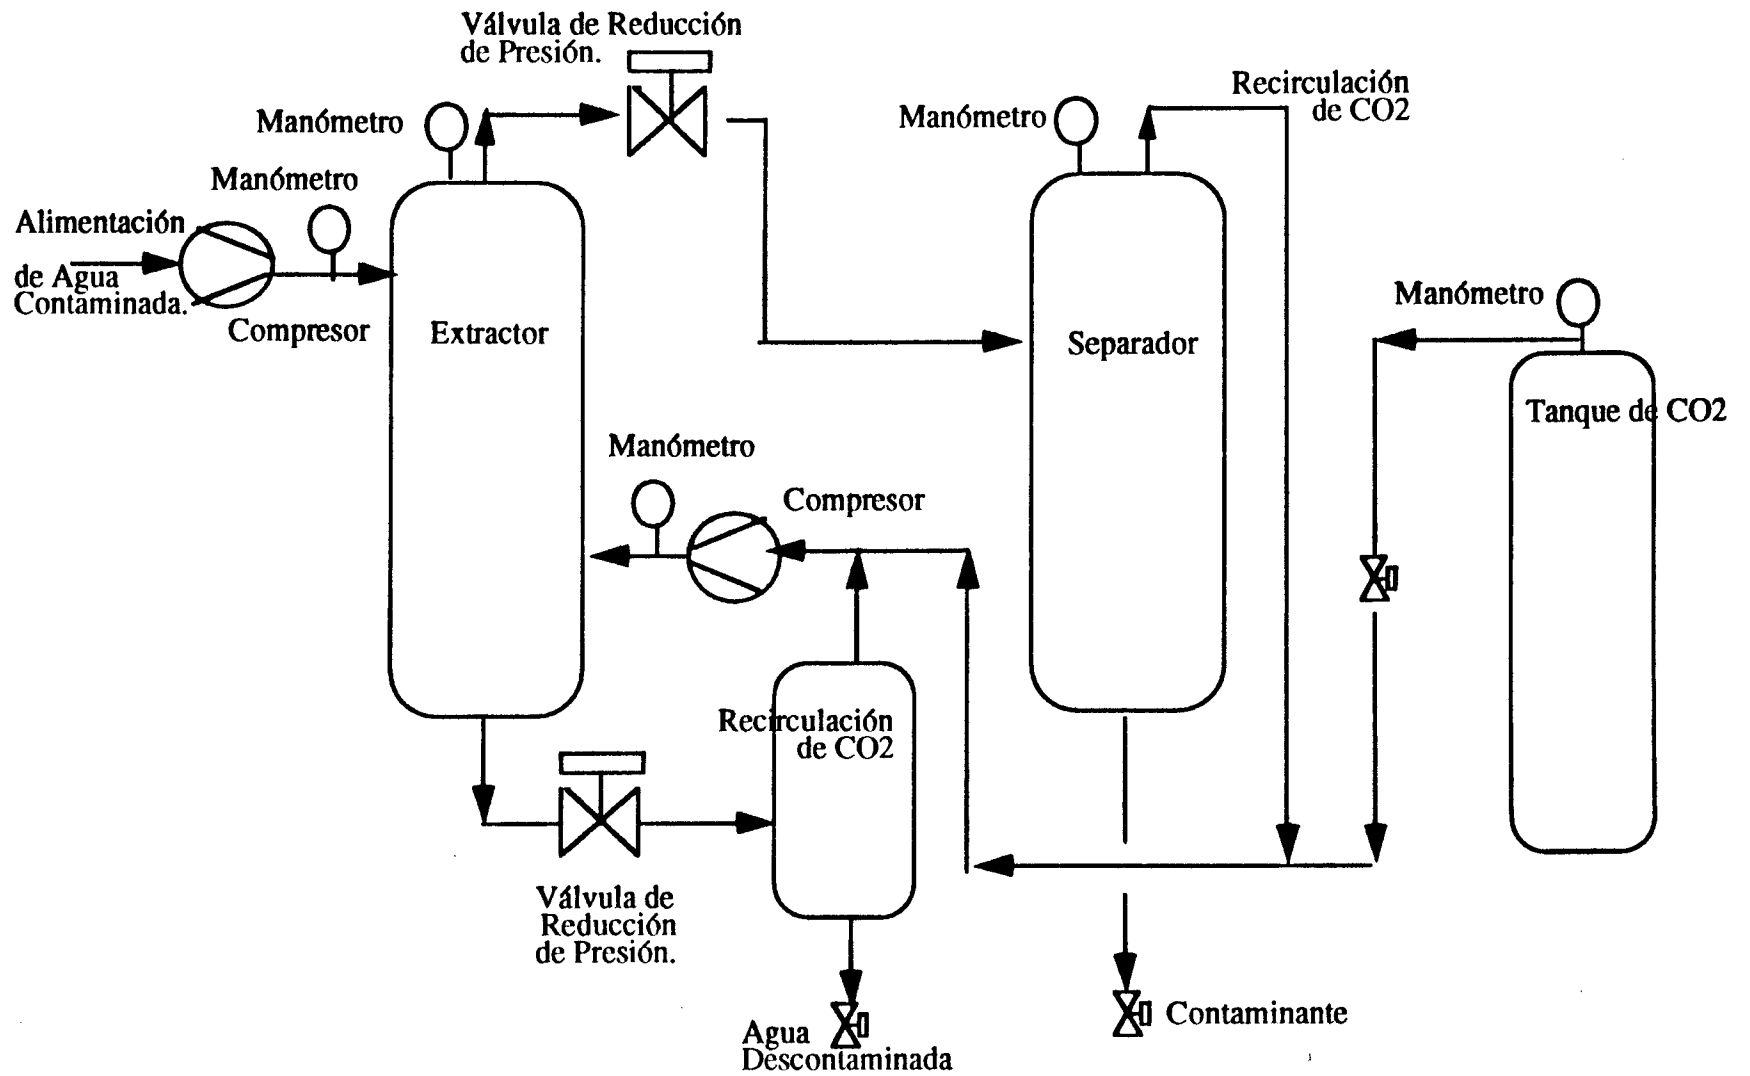 Válvula de Reducción
de Presión.
Recirculación
de CO2
Manómetro
Manómetro
Manómetro
Alimentación
de Agua
Contaminada.
Compresor
Extractor
Separador
Manómetro
Tanque de CO2
Manómetro
Compresor
Recirculación
de CO2
Válvula de
Reducción
de Presión.
Contaminante
Agua
Descontaminada